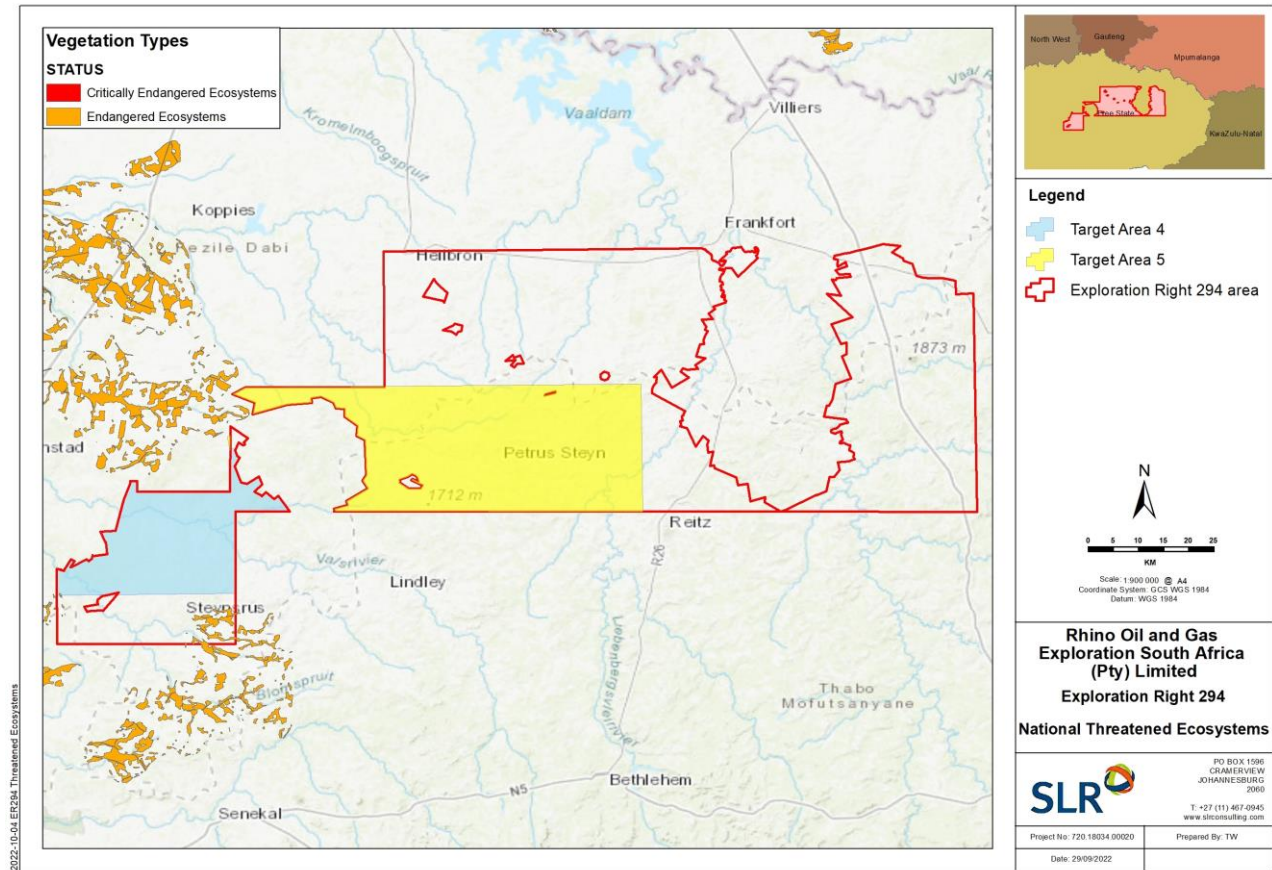 Vegetation Types
STATUS
Critically Endangered Ecosystems
Endangered Ecosystems
Kromelmboogspruit
Vaaldam
Villiers
Koppies
Fezile Dabi
Frankfort
Heilbron
1873 m
nstad
Petrus Steyn
1712 m
Reitz
R26
Valsrivier
Lindley
Steynsrus
Liebenbergsvleirivier
Blomspruit
Thabo
Mofutsanyane
Bethlehem
N5
Senekal
North West
Gauteng
Mpumalanga
Free State
KwaZulu-Natal
Legend
Target Area 4
Target Area 5
Exploration Right 294 area
N
0 5 10 15 20 25
KM
Scale: 1:900 000 @ A4
Coordinate System: GCS WGS 1984
Datum: WGS 1984
Rhino Oil and Gas
Exploration South Africa
(Pty) Limited
Exploration Right 294
National Threatened Ecosystems
SLR
PO BOX 1596
CRAMERVIEW
JOHANNESBURG
2060
T: +27 (11) 467-0945
www.slrconsulting.com
Project No: 720.18034.00020
Prepared By: TW
Date: 29/09/2022
2022-10-04 ER294 Threatened Ecosystems